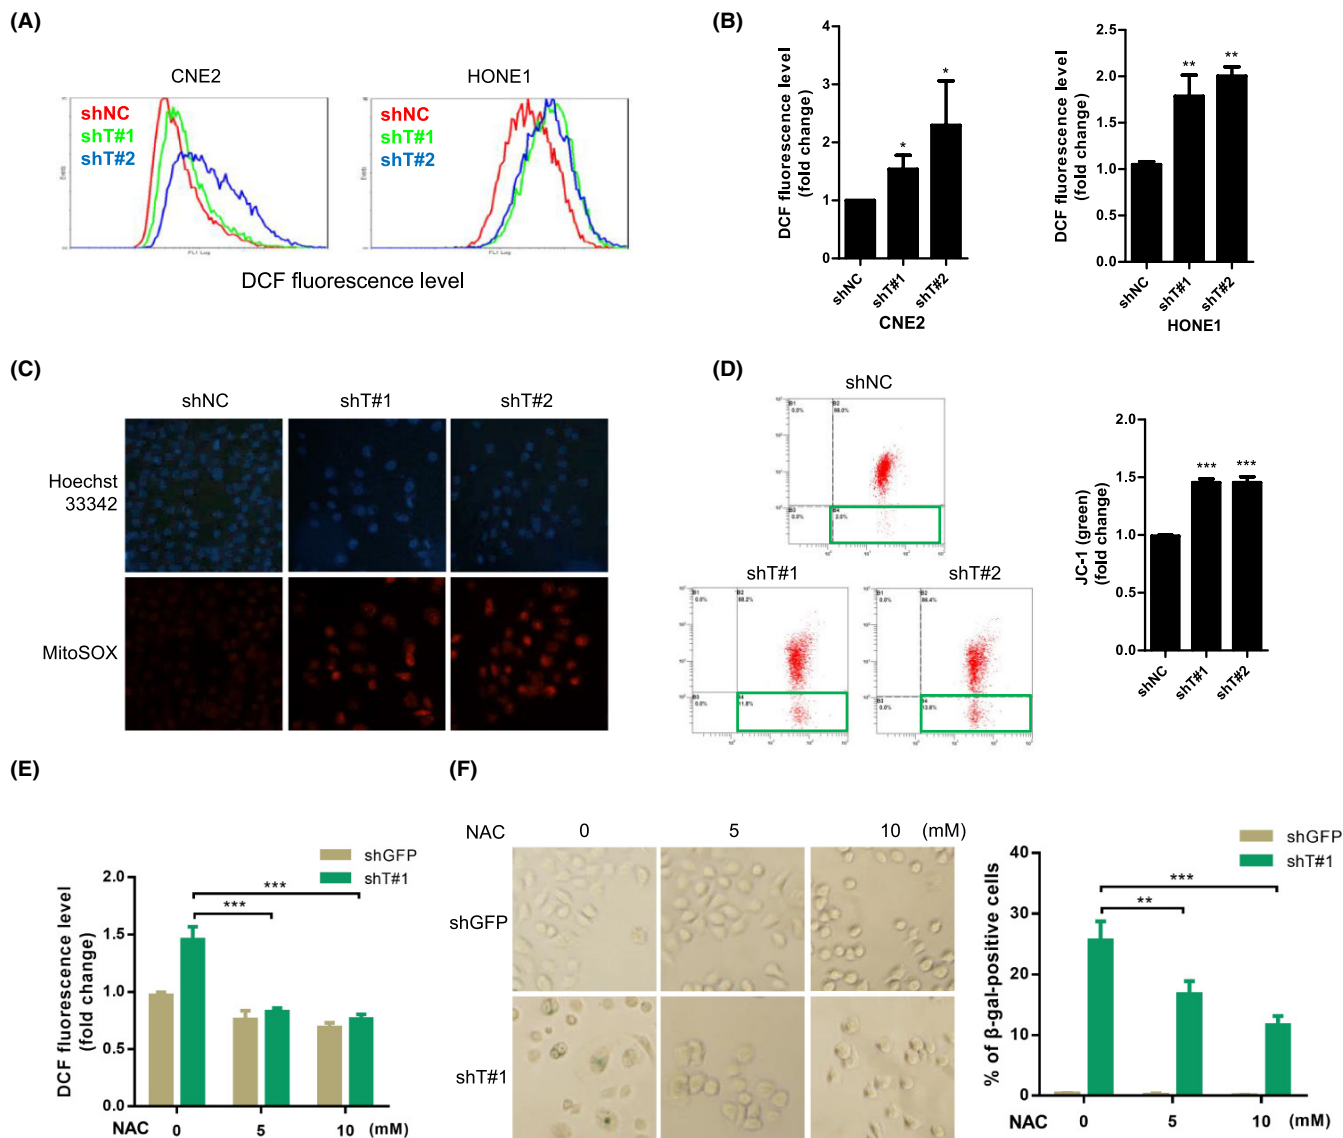 (A)
CNE2
HONE1
shNC
shT#1
shT#2
shNC
shT#1
shT#2
DCF fluorescence level
(B)
DCF fluorescence level
(fold change)
4
3
2
1
0
*
*
shNC
shT#1
shT#2
CNE2
DCF fluorescence level
(fold change)
2.5
2.0
1.5
1.0
0.5
0.0
**
**
shNC
shT#1
shT#2
HONE1
(C)
shNC
shT#1
shT#2
Hoechst
33342
MitoSOX
(D)
shNC
shT#1
shT#2
JC-1 (green)
(fold change)
2.0
1.5
1.0
0.5
0.0
***
***
shNC
shT#1
shT#2
(E)
shGFP
shT#1
DCF fluorescence level
(fold change)
2.0
1.5
1.0
0.5
0.0
***
***
NAC 0 5 10 (mM)
(F)
NAC 0 5 10 (mM)
shGFP
shT#1
shGFP
shT#1
% of β-gal-positive cells
40
30
20
10
0
***
**
NAC 0 5 10 (mM)